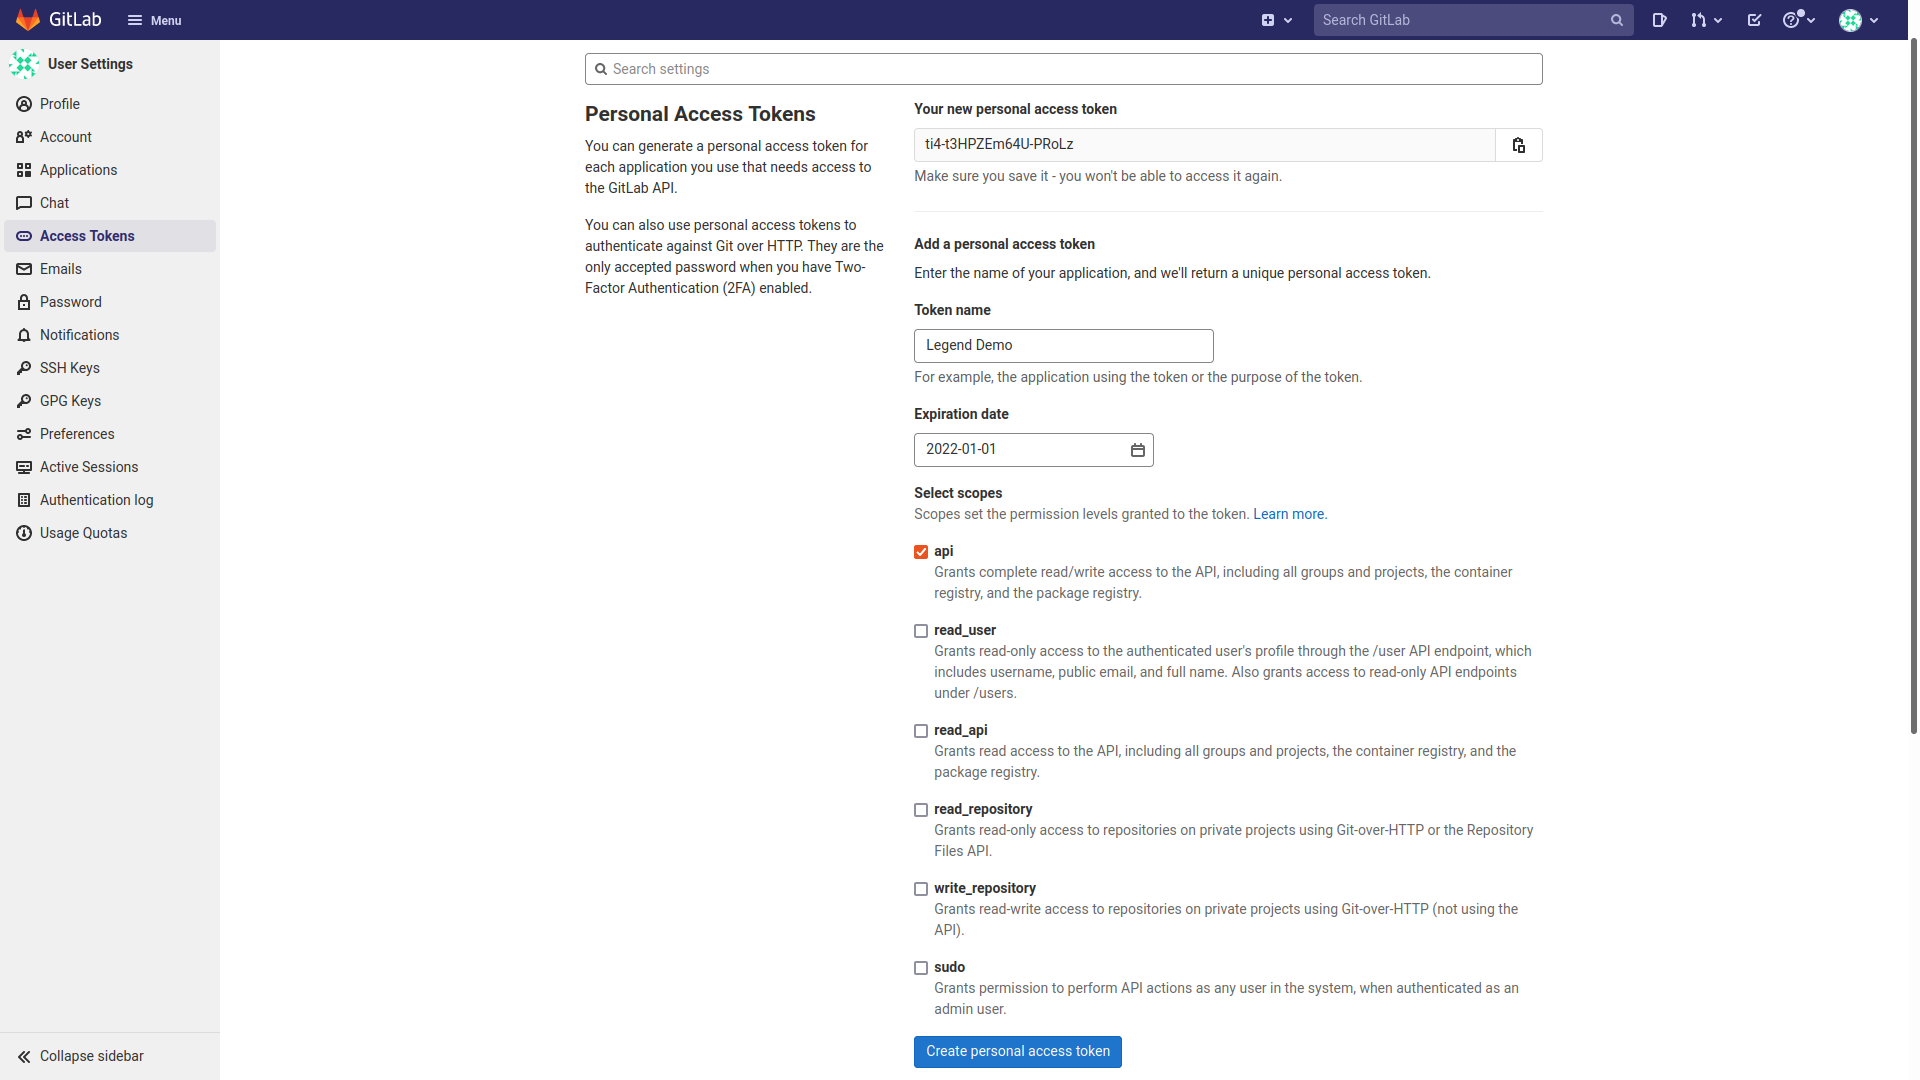 GitLab
Menu
Search GitLab
User Settings
Profile
Account
Applications
Chat
Access Tokens
Emails
Password
Notifications
SSH Keys
GPG Keys
Preferences
Active Sessions
Authentication log
Usage Quotas
Collapse sidebar
Search settings
Personal Access Tokens
You can generate a personal access token for
each application you use that needs access to
the GitLab API.
You can also use personal access tokens to
authenticate against Git over HTTP. They are the
only accepted password when you have Two-
Factor Authentication (2FA) enabled.
Your new personal access token
ti4-t3HPZEm64U-PRoLz
Make sure you save it - you won't be able to access it again.
Add a personal access token
Enter the name of your application, and we'll return a unique personal access token.
Token name
Legend Demo
For example, the application using the token or the purpose of the token.
Expiration date
2022-01-01
Select scopes
Scopes set the permission levels granted to the token. Learn more.
api
Grants complete read/write access to the API, including all groups and projects, the container
registry, and the package registry.
read_user
Grants read-only access to the authenticated user's profile through the /user API endpoint, which
includes username, public email, and full name. Also grants access to read-only API endpoints
under /users.
read_api
Grants read access to the API, including all groups and projects, the container registry, and the
package registry.
read_repository
Grants read-only access to repositories on private projects using Git-over-HTTP or the Repository
Files API.
write_repository
Grants read-write access to repositories on private projects using Git-over-HTTP (not using the
API).
sudo
Grants permission to perform API actions as any user in the system, when authenticated as an
admin user.
Create personal access token